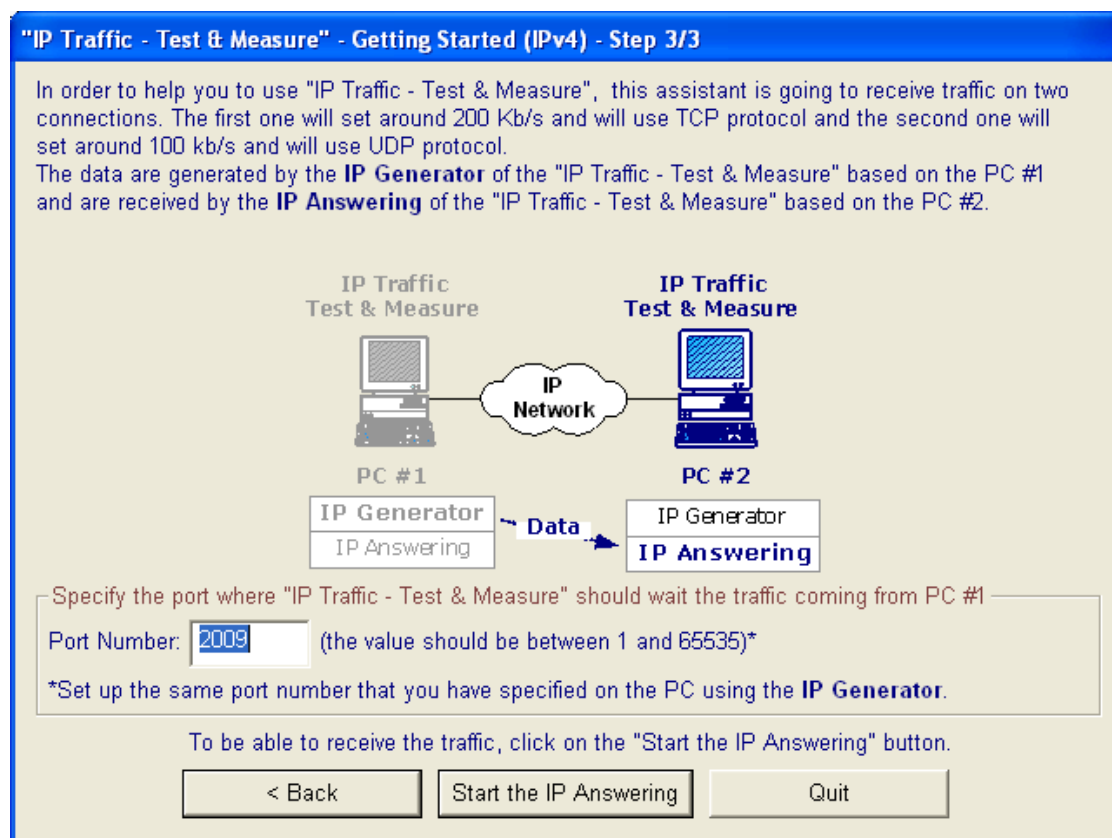 "IP Traffic - Test & Measure" - Getting Started (IPv4) - Step 3/3
In order to help you to use "IP Traffic - Test & Measure", this assistant is going to receive traffic on two
connections. The first one will set around 200 Kb/s and will use TCP protocol and the second one will
set around 100 kb/s and will use UDP protocol.
The data are generated by the IP Generator of the "IP Traffic - Test & Measure" based on the PC #1
and are received by the IP Answering of the "IP Traffic - Test & Measure" based on the PC #2.
IP Traffic
Test & Measure
IP Traffic
Test & Measure
IP
Network
PC #1
PC #2
IP Generator
IP Answering
Data
IP Generator
IP Answering
Specify the port where "IP Traffic - Test & Measure" should wait the traffic coming from PC #1
Port Number: 2009 (the value should be between 1 and 65535)*
*Set up the same port number that you have specified on the PC using the IP Generator.
To be able to receive the traffic, click on the "Start the IP Answering" button.
< Back
Start the IP Answering
Quit